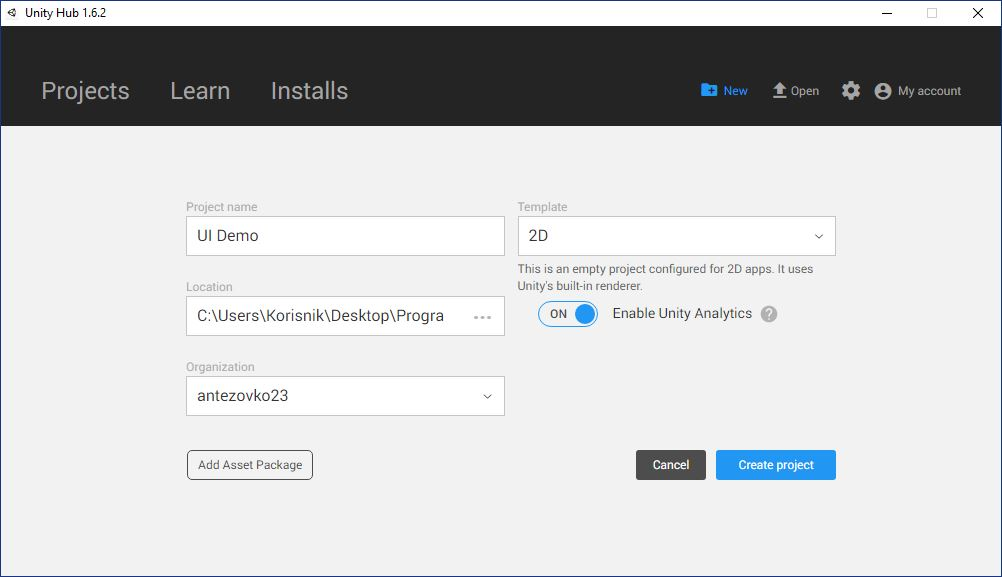 Unity Hub 1.6.2
Projects Learn Installs New Open My account
Project name
UI Demo
Template
2D
This is an empty project configured for 2D apps. It uses
Unity's built-in renderer.
Location
C:\Users\Korisnik\Desktop\Progra
ON Enable Unity Analytics ?
Organization
antezovko23
Add Asset Package
Cancel
Create project